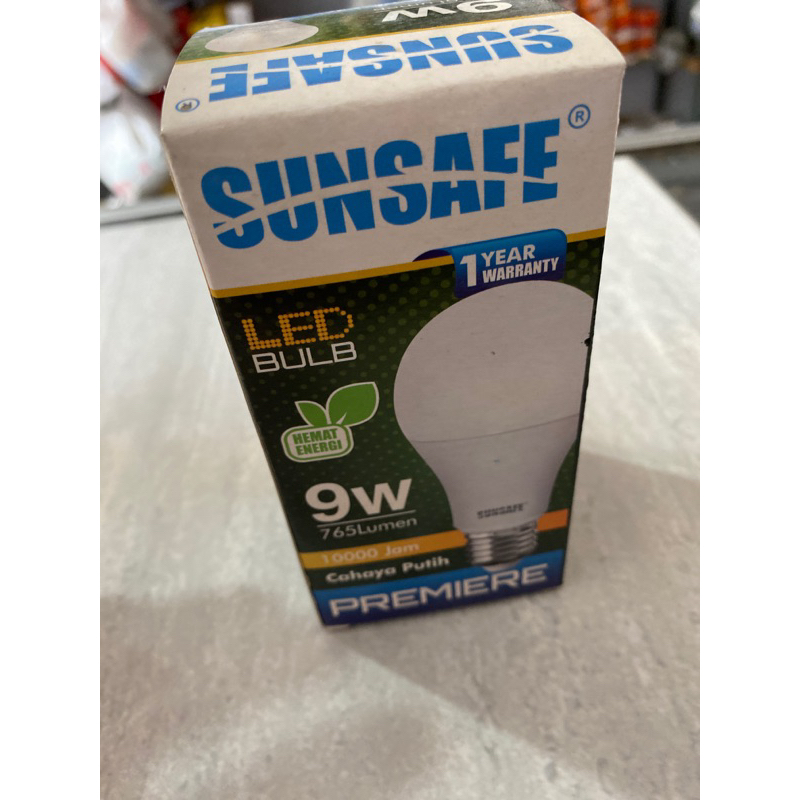 9W
SUNSAFE
®
SUNSAFE®
1 YEAR
WARRANTY
LED
BULB
HEMAT
ENERGI
9W
765Lumen
10000 Jam
Cahaya Putih
SUNSAFE
PREMIERE